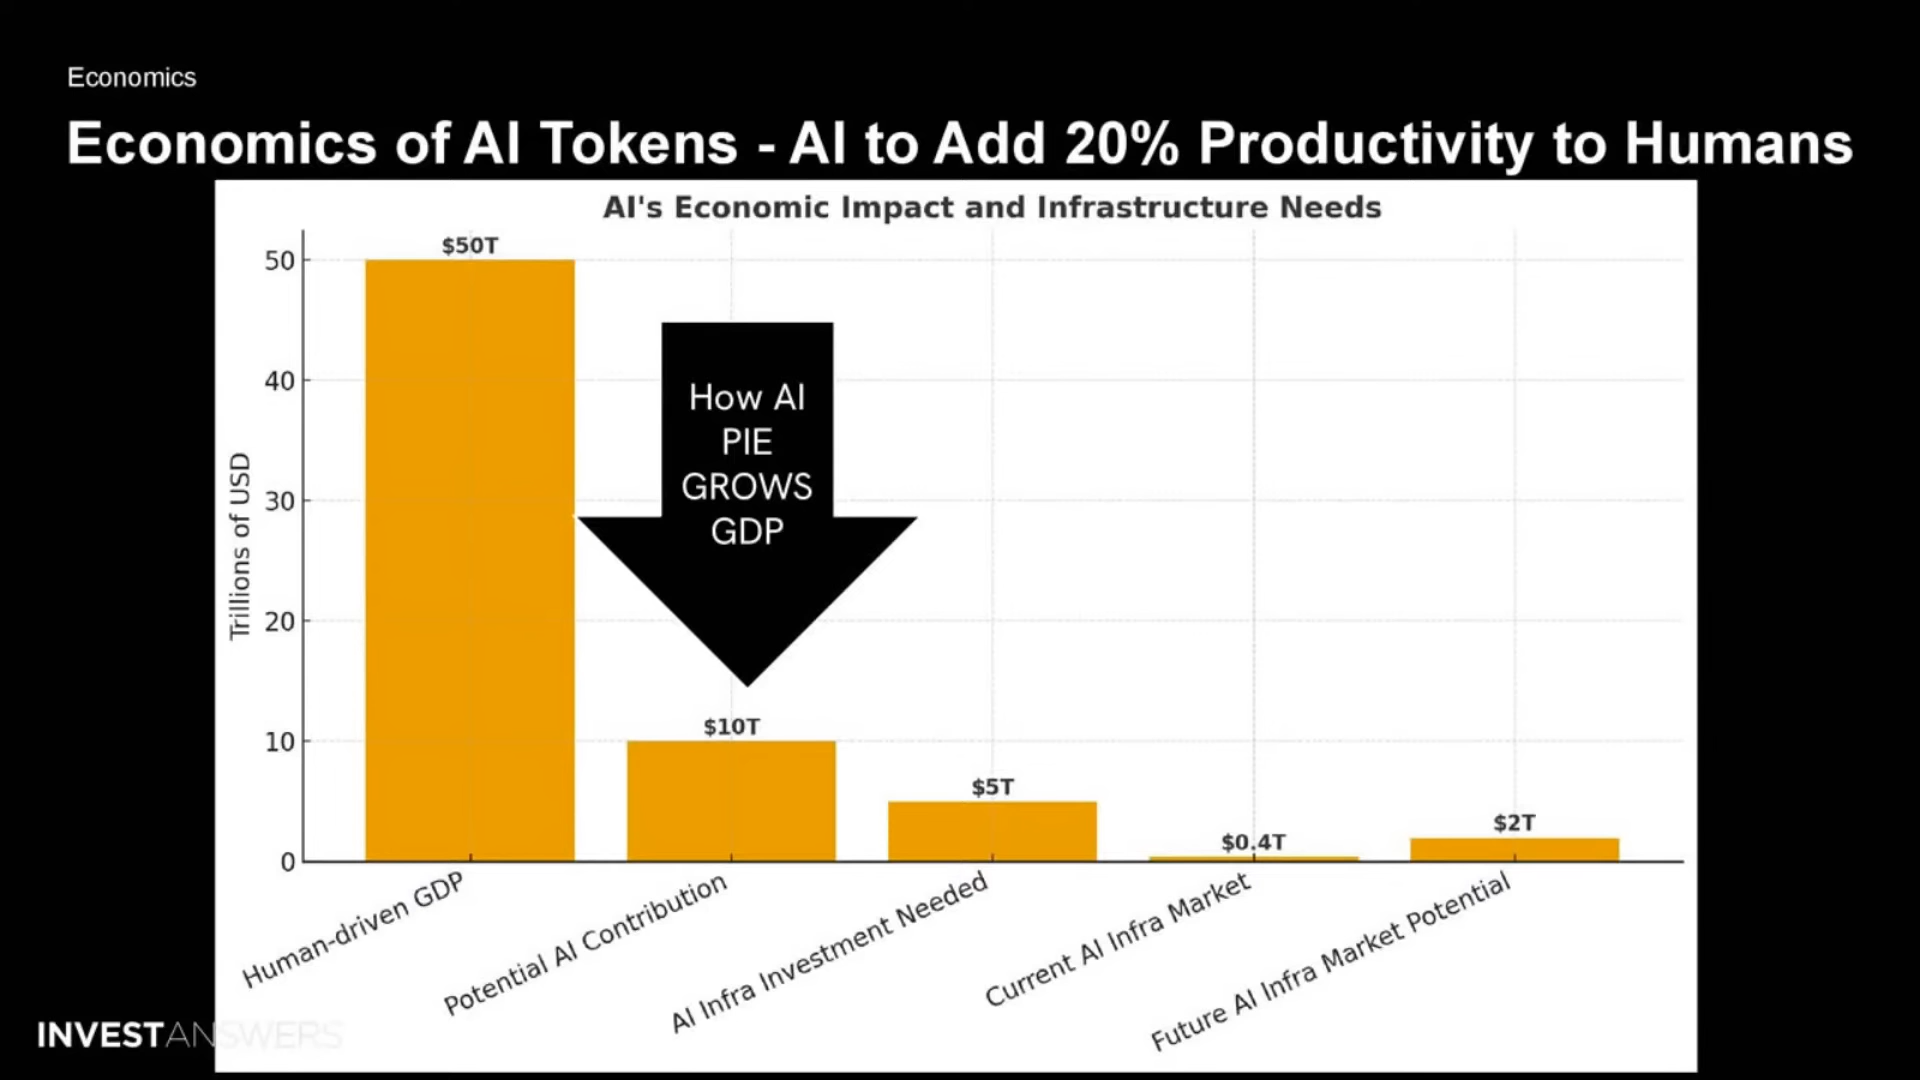 Economics
Economics of AI Tokens - AI to Add 20% Productivity to Humans
AI's Economic Impact and Infrastructure Needs
$50T
50
40
30
20
10
0
Trillions of USD
How AI
PIE
GROWS
GDP
$10T
$5T
$0.4T
$2T
Human-driven GDP
Potential AI Contribution
AI Infra Investment Needed
Current AI Infra Market
Future AI Infra Market Potential
INVESTANSWERS